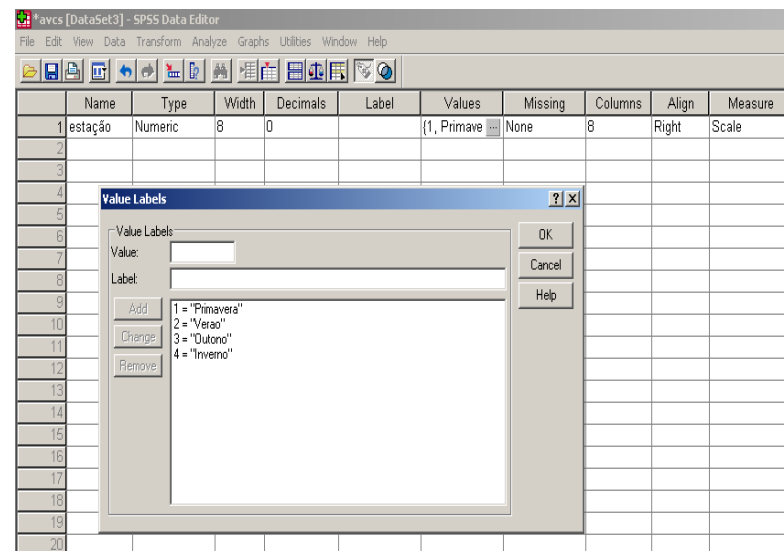 *avcs [DataSet3] - SPSS Data Editor
File Edit View Data Transform Analyze Graphs Utilities Window Help
Name Type Width Decimals Label Values Missing Columns Align Measure
1 estação Numeric 8 0 {1, Primave ... None 8 Right Scale
2
3
4
Value Labels ? X
5
Value Labels
6
OK
Value:
7
Cancel
Label:
8
Help
9
Add
1 = "Primavera"
10
2 = "Verao"
Change
3 = "Outono"
11
4 = "Inverno"
12
Remove
13
14
15
16
17
18
19
20